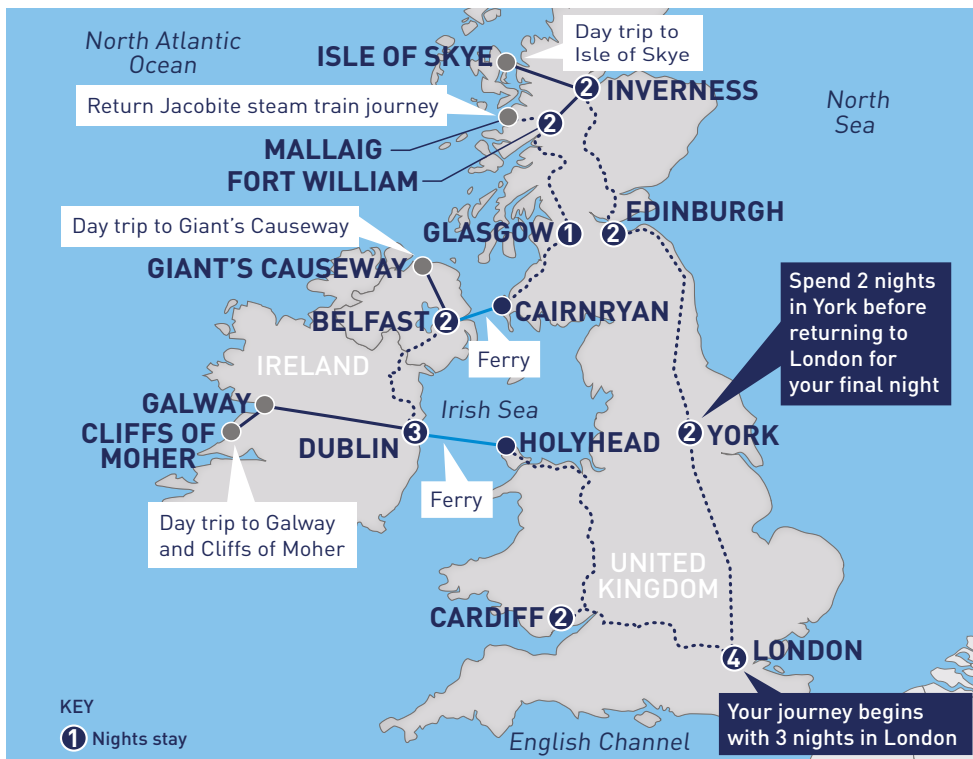 North Atlantic
Ocean
ISLE OF SKYE
Day trip to
Isle of Skye
2
INVERNESS
North
Sea
Return Jacobite steam train journey
2
MALLAIG
FORT WILLIAM
Day trip to Giant's Causeway
GLASGOW
1
2
EDINBURGH
GIANT'S CAUSEWAY
BELFAST
2
CAIRNRYAN
Ferry
Spend 2 nights
in York before
returning to
London for
your final night
IRELAND
GALWAY
CLIFFS OF
MOHER
Irish Sea
DUBLIN
3
HOLYHEAD
2
YORK
Ferry
Day trip to Galway
and Cliffs of Moher
UNITED
KINGDOM
CARDIFF
2
4
LONDON
Your journey begins
with 3 nights in London
KEY
1 Nights stay
English Channel